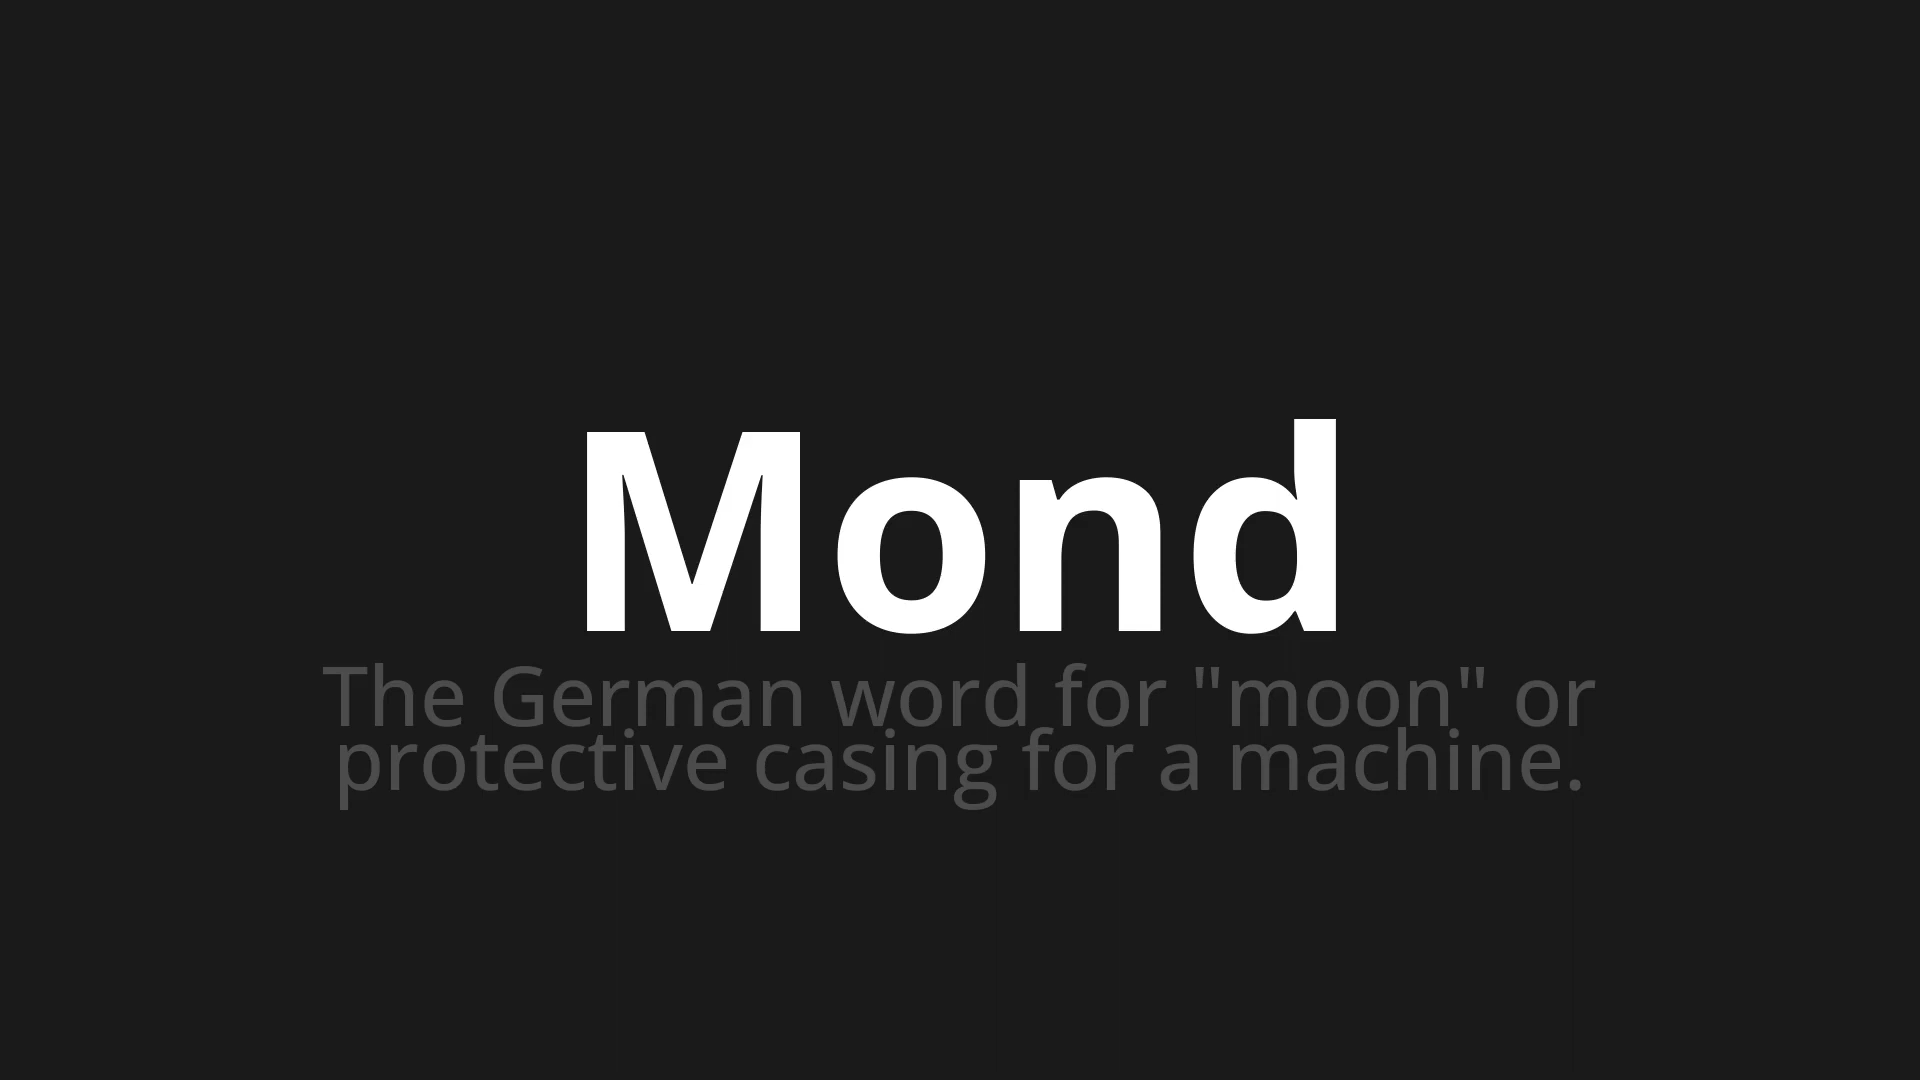 Mond
The German word for "moon" or
protective casing for a machine.